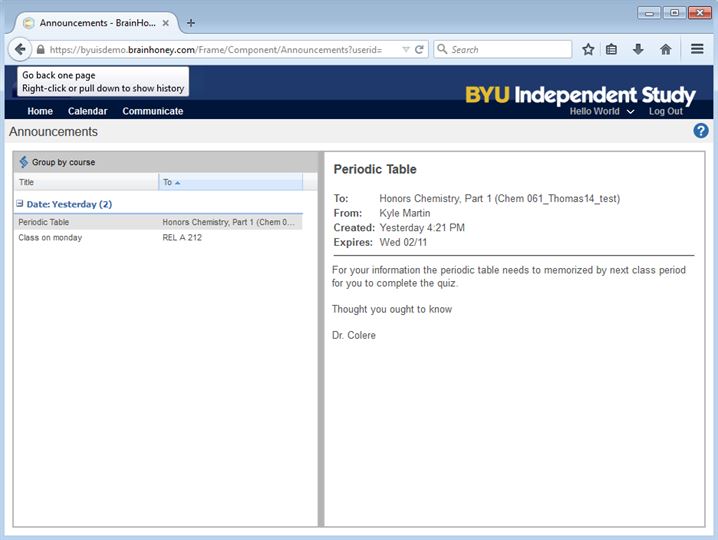 Announcements - BrainHo...
https://byuisdemo.brainhoney.com/Frame/Component/Announcements?userid=
Search
Go back one page
Right-click or pull down to show history
BYU Independent Study
Home Calendar Communicate
Hello World Log Out
Announcements
?
Group by course
Title To
Date: Yesterday (2)
Periodic Table Honors Chemistry, Part 1 (Chem 0...
Class on monday REL A 212
Periodic Table
To: Honors Chemistry, Part 1 (Chem 061_Thomas14_test)
From: Kyle Martin
Created: Yesterday 4:21 PM
Expires: Wed 02/11
For your information the periodic table needs to memorized by next class period
for you to complete the quiz.
Thought you ought to know
Dr. Colere